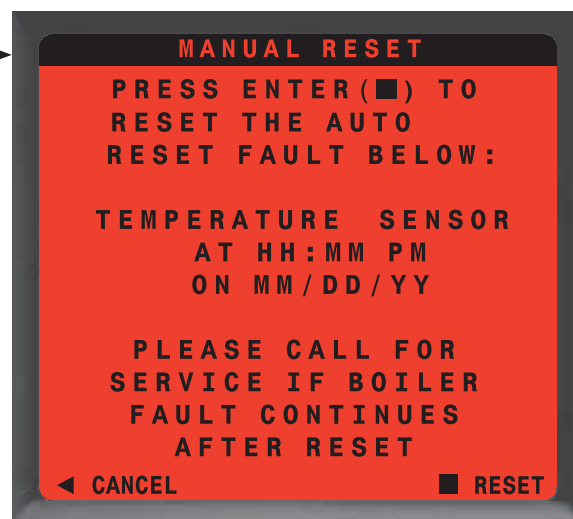 MANUAL RESET
PRESS ENTER(■) TO
RESET THE AUTO
RESET FAULT BELOW:
TEMPERATURE SENSOR
AT HH:MM PM
ON MM/DD/YY
PLEASE CALL FOR
SERVICE IF BOILER
FAULT CONTINUES
AFTER RESET
◄ CANCEL ■ RESET